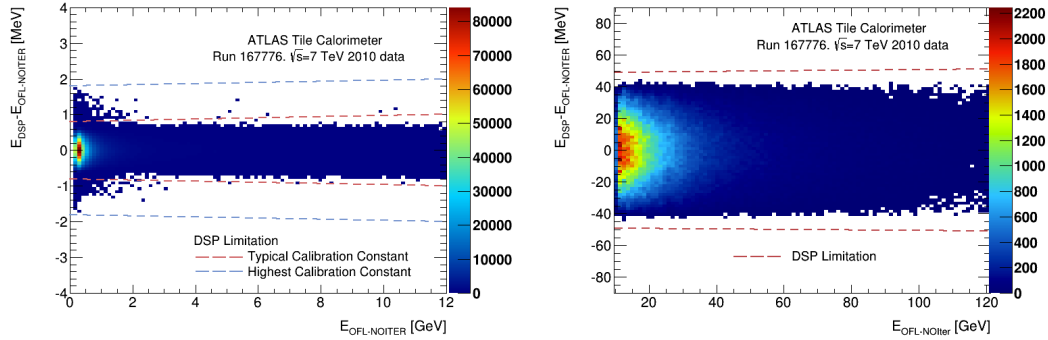 E_DSP-E_OFL-NOITER [MeV]
4
3
2
1
0
-1
-2
-3
-4
ATLAS Tile Calorimeter
Run 167776. √s=7 TeV 2010 data
DSP Limitation
Typical Calibration Constant
Highest Calibration Constant
0 2 4 6 8 10 12
E_OFL-NOITER [GeV]
80000
70000
60000
50000
40000
30000
20000
10000
0
E_DSP-E_OFL-NOITER [MeV]
80
60
40
20
0
-20
-40
-60
-80
ATLAS Tile Calorimeter
Run 167776. √s=7 TeV 2010 data
DSP Limitation
20 40 60 80 100 120
E_OFL-NOIter [GeV]
2200
2000
1800
1600
1400
1200
1000
800
600
400
200
0